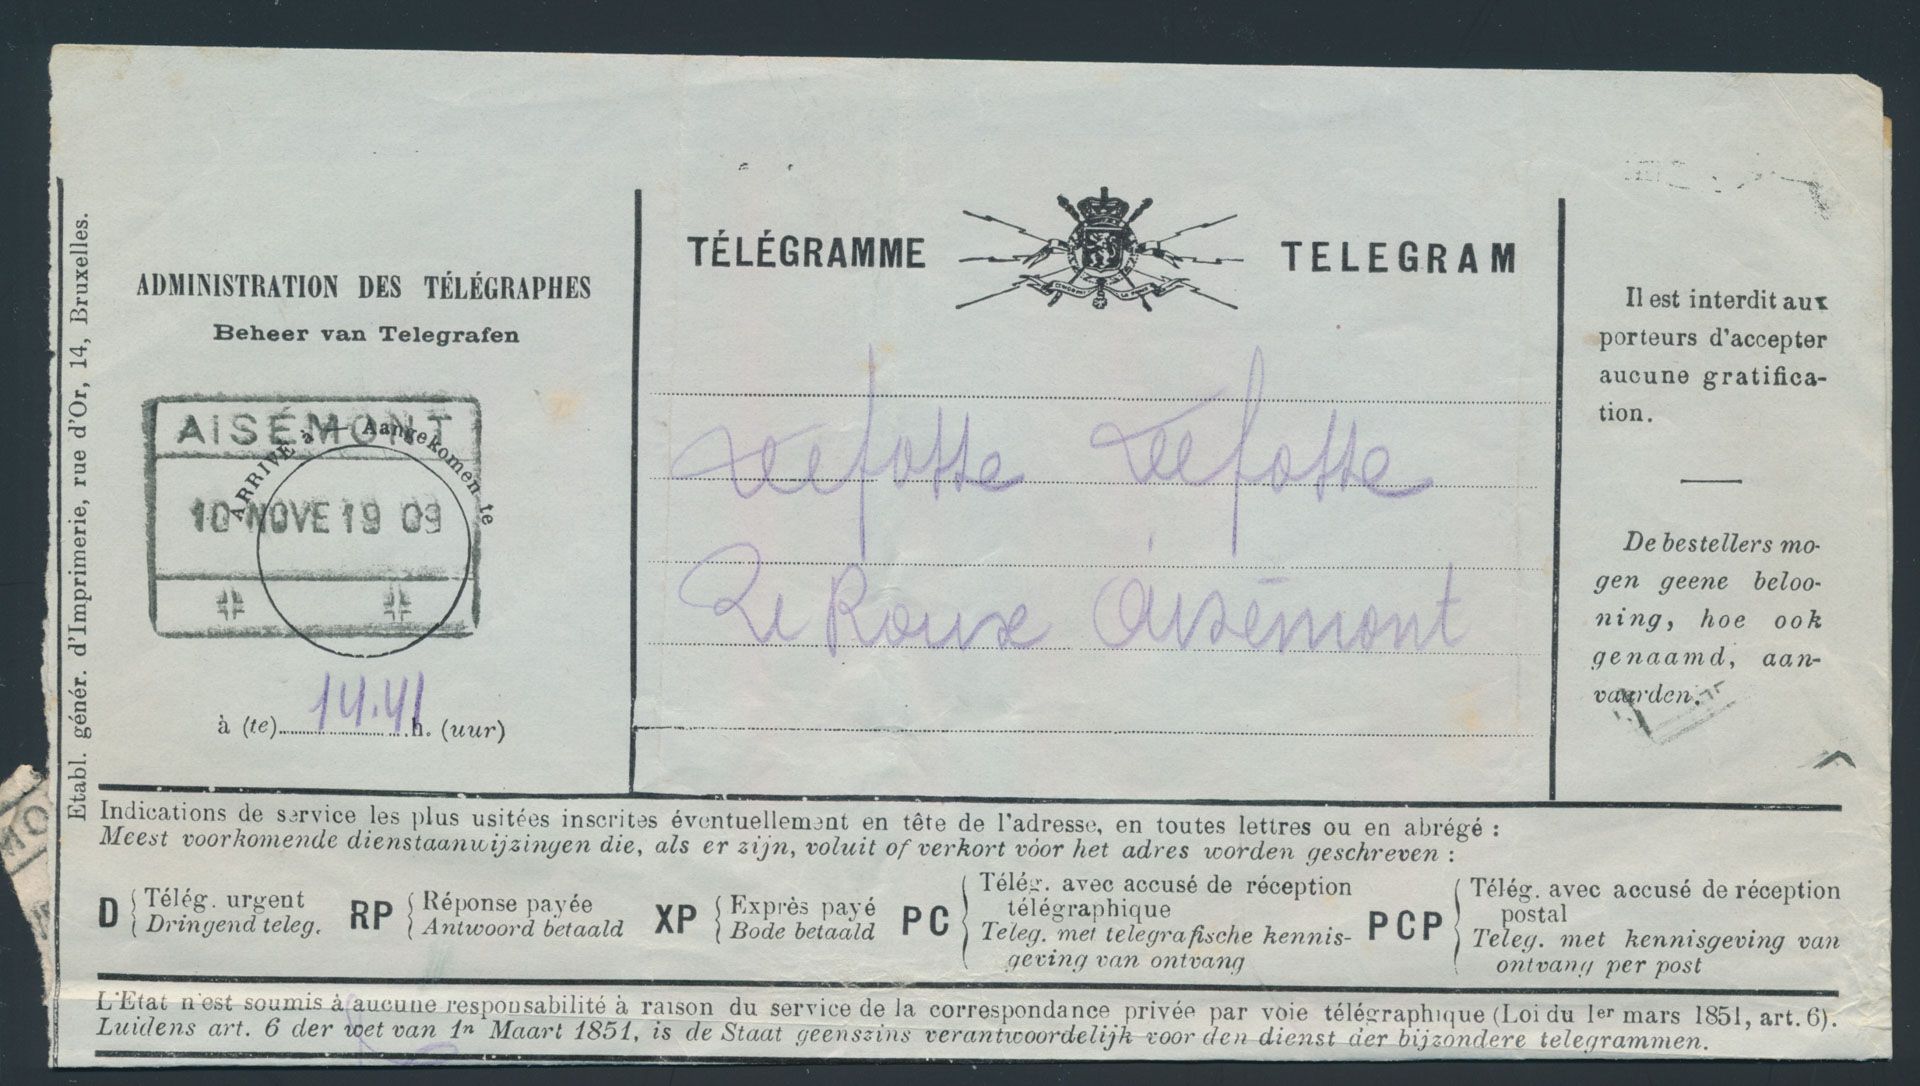 Etabl. génér. d'Imprimerie, rue d'Or, 14, Bruxelles.
ADMINISTRATION DES TÉLÉGRAPHES
Beheer van Telegrafen
AISÉMONT
ARRIVÉ à — Aangekomen te
10 NOVE 19 09
à (te) 14.41 h. (uur)
TÉLÉGRAMME TELEGRAM
Lefosse Lefosse
Le Roux Aisémont
Il est interdit aux
porteurs d'accepter
aucune gratifica-
tion.
De bestellers mo-
gen geene beloo-
ning, hoe ook
genaamd, aan-
vaarden.
Indications de service les plus usitées inscrites éventuellement en tête de l'adresse, en toutes lettres ou en abrégé :
Meest voorkomende dienstaanwijzingen die, als er zijn, voluit of verkort vóor het adres worden geschreven :
D Télég. urgent
Dringend teleg.
RP Réponse payée
Antwoord betaald
XP Exprès payé
Bode betaald
PC Télég. avec accusé de réception
télégraphique
Teleg. met telegrafische kennis-
geving van ontvang
PCP Télég. avec accusé de réception
postal
Teleg. met kennisgeving van
ontvang per post
L'Etat n'est soumis à aucune responsabilité à raison du service de la correspondance privée par voie télégraphique (Loi du 1er mars 1851, art. 6).
Luidens art. 6 der wet van 1n Maart 1851, is de Staat geenszins verantwoordelijk voor den dienst der bijzondere telegrammen.